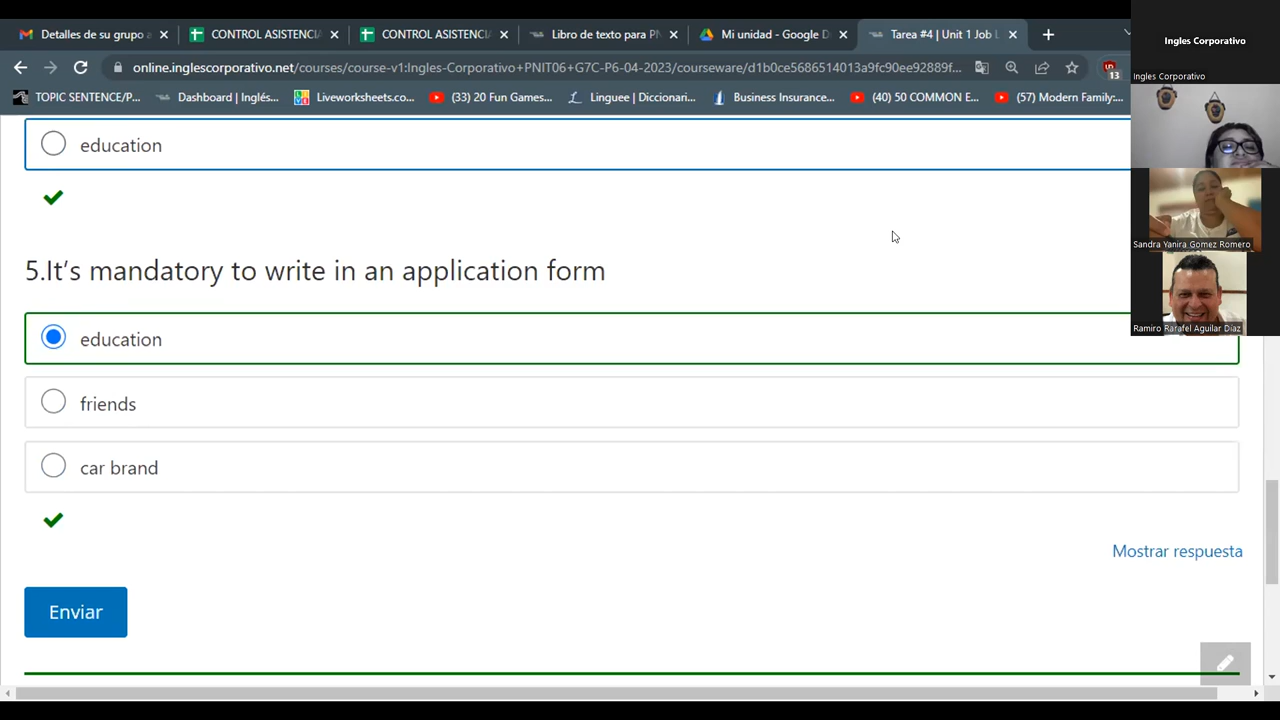 Detalles de su grupo a
CONTROL ASISTENCIA
CONTROL ASISTENCIA
Libro de texto para PN
Mi unidad - Google D
Tarea #4 | Unit 1 Job L
Ingles Corporativo
online.inglescorporativo.net/courses/course-v1:Ingles-Corporativo+PNIT06+G7C-P6-04-2023/courseware/d1b0ce5686514013a9fc90ee92889f...
13
Ingles Corporativo
TOPIC SENTENCE/P...
Dashboard | Inglés...
Liveworksheets.co...
(33) 20 Fun Games...
Linguee | Diccionari...
Business Insurance...
(40) 50 COMMON E...
(57) Modern Family:...
education
Sandra Yanira Gomez Romero
5.It’s mandatory to write in an application form
Ramiro Rarafel Aguilar Diaz
education
friends
car brand
Mostrar respuesta
Enviar